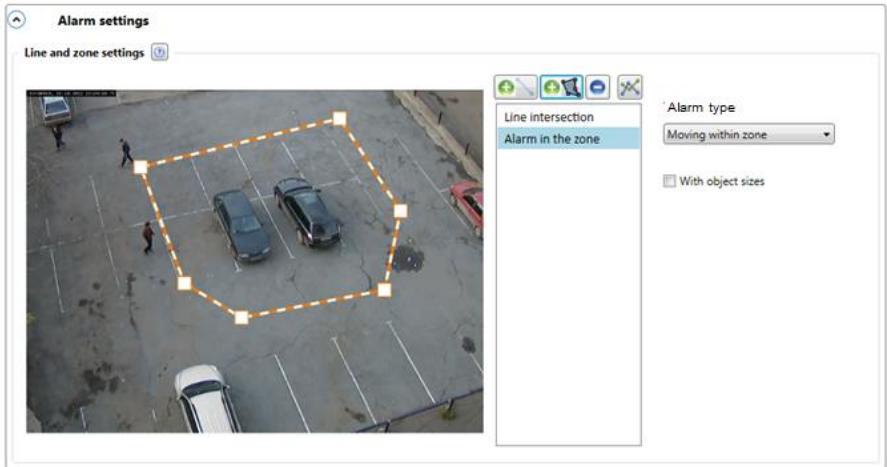 Alarm settings
Line and zone settings
Alarm type
Line intersection
Moving within zone
Alarm in the zone
With object sizes